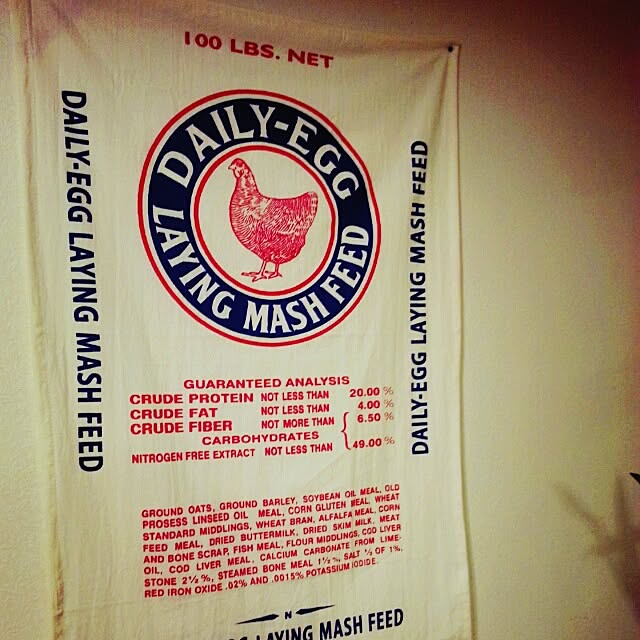 100 LBS. NET
DAILY-EGG
LAYING MASH FEED
DAILY-EGG LAYING MASH FEED
DAILY-EGG LAYING MASH FEED
GUARANTEED ANALYSIS
CRUDE PROTEIN NOT LESS THAN 20.00 %
CRUDE FAT NOT LESS THAN 4.00 %
CRUDE FIBER NOT MORE THAN 6.50 %
CARBOHYDRATES
NITROGEN FREE EXTRACT NOT LESS THAN 49.00 %
GROUND OATS, GROUND BARLEY, SOYBEAN OIL MEAL, OLD
PROSESS LINSEED OIL MEAL, CORN GLUTEN MEAL, WHEAT
STANDARD MIDDLINGS, WHEAT BRAN, ALFALFA MEAL, CORN
FEED MEAL, DRIED BUTTERMILK, DRIED SKIM MILK, MEAT
AND BONE SCRAP, FISH MEAL, FLOUR MIDDLINGS, COD LIVER
OIL, COD LIVER MEAL, CALCIUM CARBONATE FROM LIME-
STONE 2½%, STEAMED BONE MEAL 1½%, SALT ½ OF 1%,
RED IRON OXIDE .02% AND .0015% POTASSIUM IODIDE.
N
LAYING MASH FEED